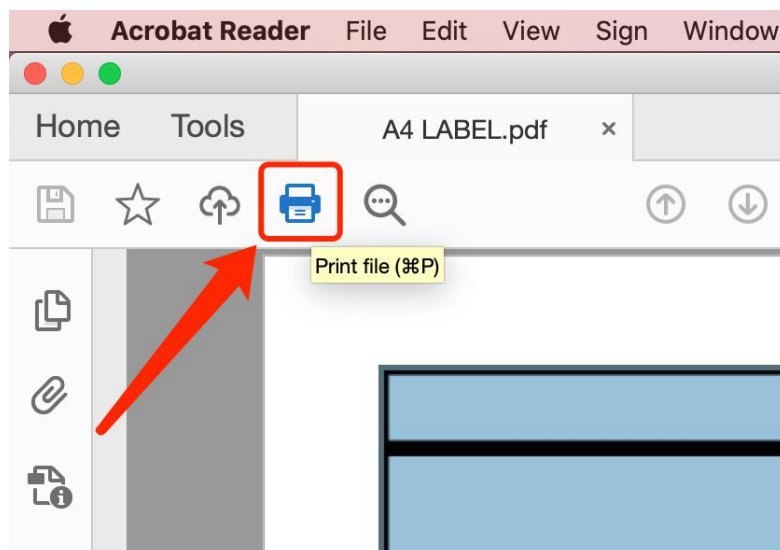 Acrobat Reader File Edit View Sign Window
Home Tools A4 LABEL.pdf ×
Print file (⌘P)